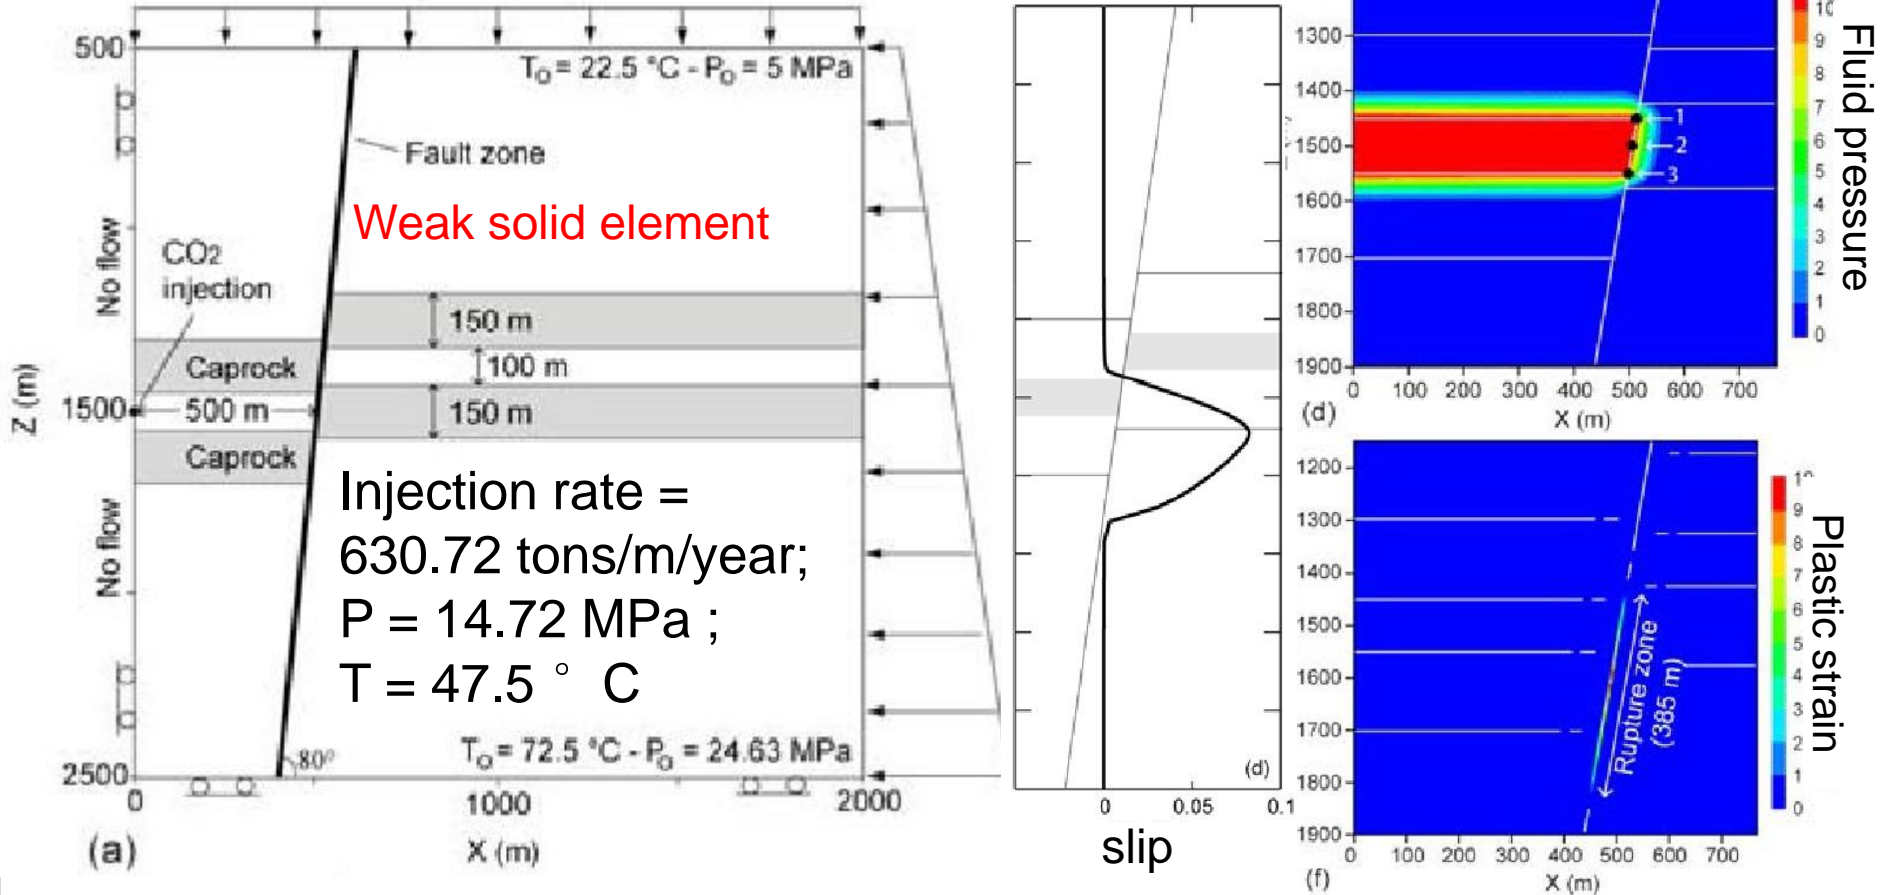 500
T₀ = 22.5 °C - P₀ = 5 MPa
Fault zone
Weak solid element
No flow
CO2
injection
150 m
Caprock
100 m
Z (m)
1500
500 m
150 m
Caprock
No flow
Injection rate =
630.72 tons/m/year;
P = 14.72 MPa ;
T = 47.5 ° C
T₀ = 72.5 °C - P₀ = 24.63 MPa
80°
2500
0
1000
2000
(a)
X (m)
(d)
0
0.05
0.1
slip
1300
1400
1500
1600
1700
1800
1900
1
2
3
0
100
200
300
400
500
600
700
(d)
X (m)
9
8
7
6
5
4
3
2
1
0
Fluid pressure
1200
1300
1400
1500
1600
1700
1800
1900
Rupture zone
(385 m)
0
100
200
300
400
500
600
700
(f)
X (m)
9
8
7
6
5
4
3
2
1
0
Plastic strain